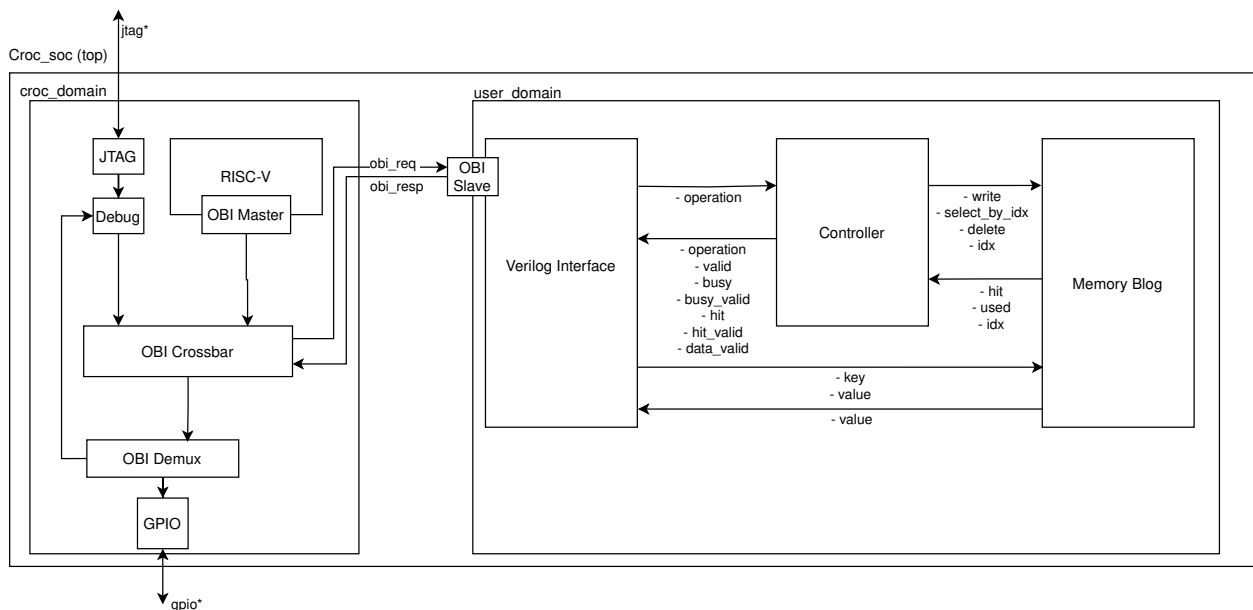 jtag*
Croc_soc (top)
croc_domain
user_domain
JTAG
RISC-V
OBI Master
Debug
OBI Crossbar
OBI Demux
GPIO
gpio*
obi_req
obi_resp
OBI
Slave
Verilog Interface
- operation
- operation
- valid
- busy
- busy_valid
- hit
- hit_valid
- data_valid
Controller
- write
- select_by_idx
- delete
- idx
- hit
- used
- idx
Memory Blog
- key
- value
- value